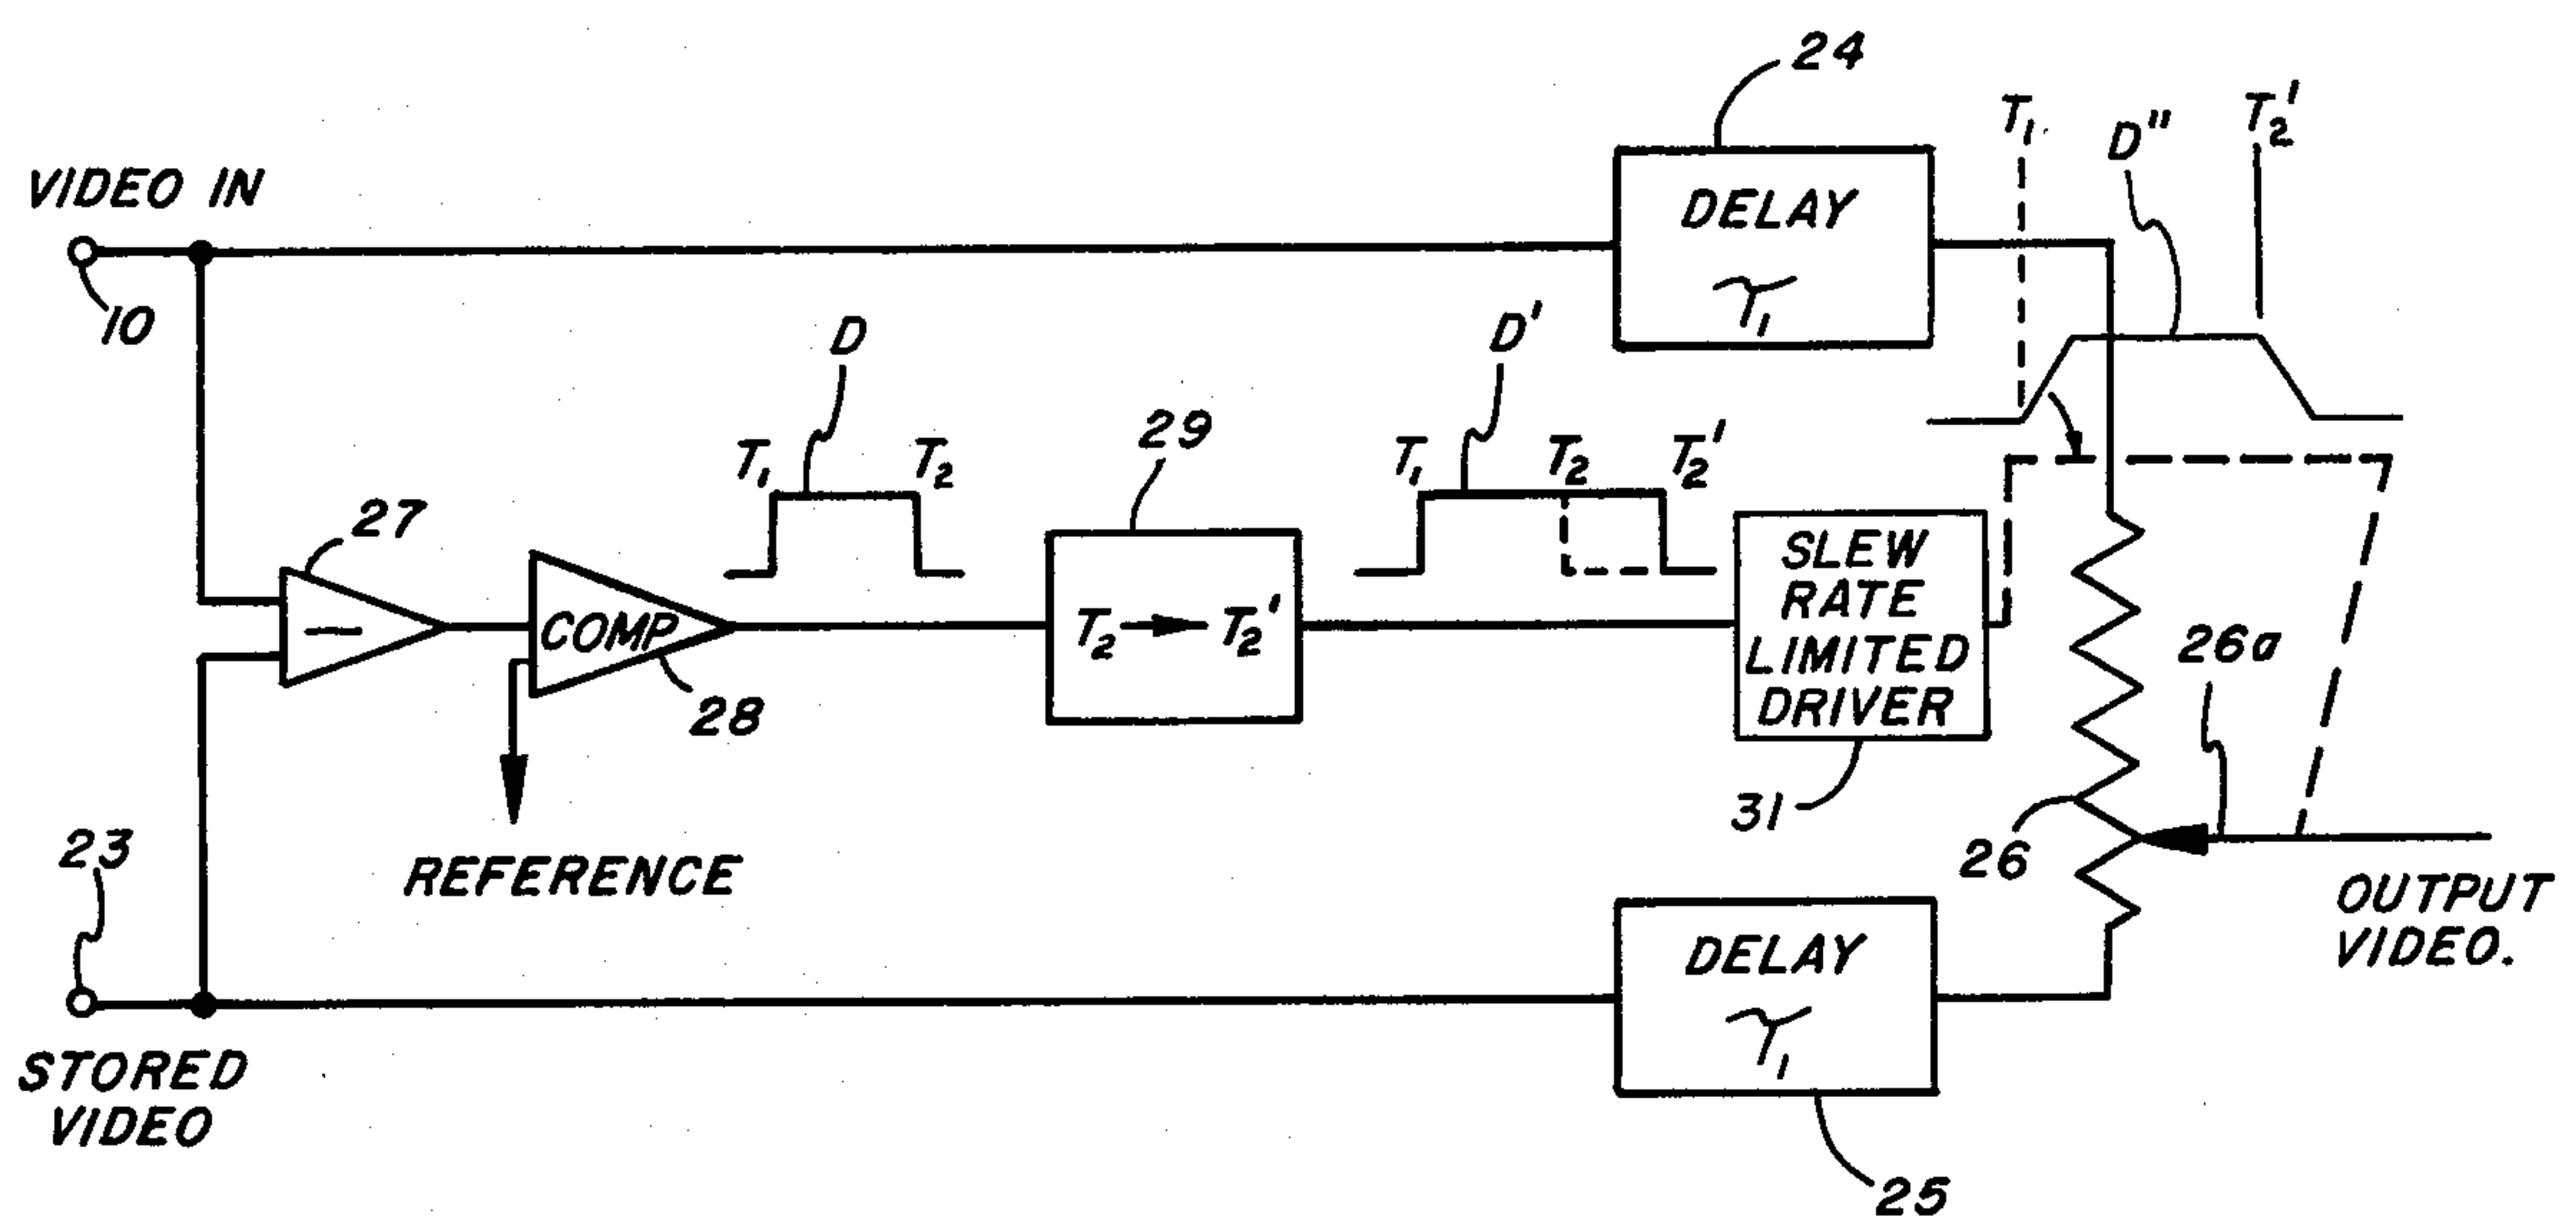 24
T₁
D"
T₂'
VIDEO IN
10
DELAY
τ₁
D
T₁
T₂
29
D'
T₁
T₂
T₂'
27
−
COMP
28
T₂ → T₂'
SLEW
RATE
LIMITED
DRIVER
31
26a
26
23
REFERENCE
OUTPUT
VIDEO.
DELAY
τ₁
STORED
VIDEO
25